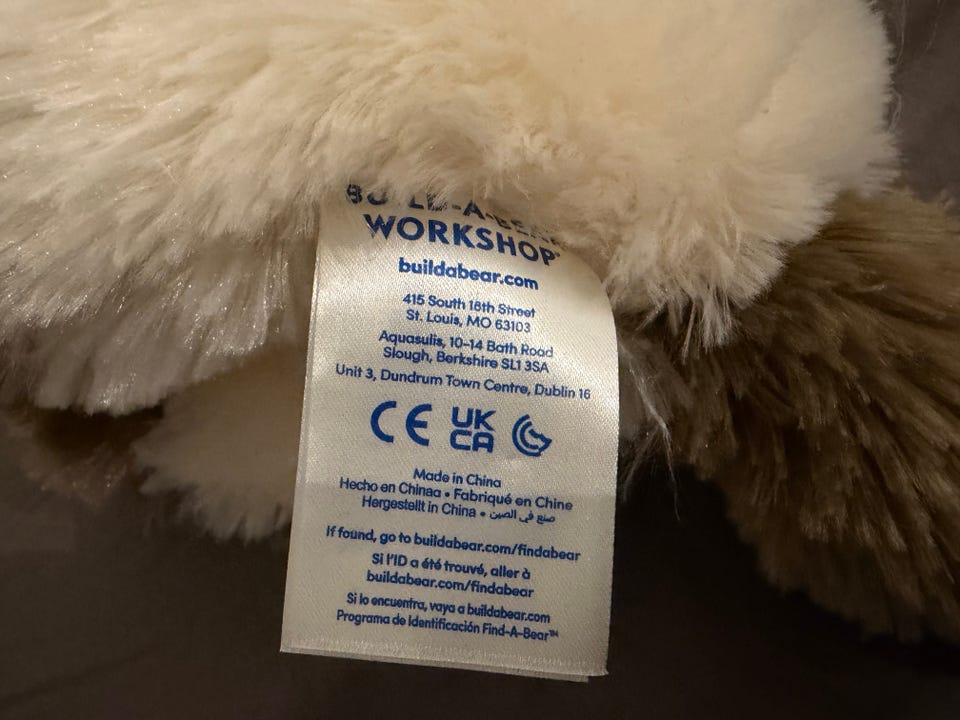 BUILD-A-BEAR
WORKSHOP
buildabear.com
415 South 18th Street
St. Louis, MO 63103
Aquasulis, 10-14 Bath Road
Slough, Berkshire SL1 3SA
Unit 3, Dundrum Town Centre, Dublin 16
CE UK
CA
Made in China
Hecho en Chinaa • Fabriqué en Chine
Hergestellt in China • صنع في الصين
If found, go to buildabear.com/findabear
Si l'ID a été trouvé, aller à
buildabear.com/findabear
Si lo encuentra, vaya a buildabear.com
Programa de Identificación Find-A-Bear™